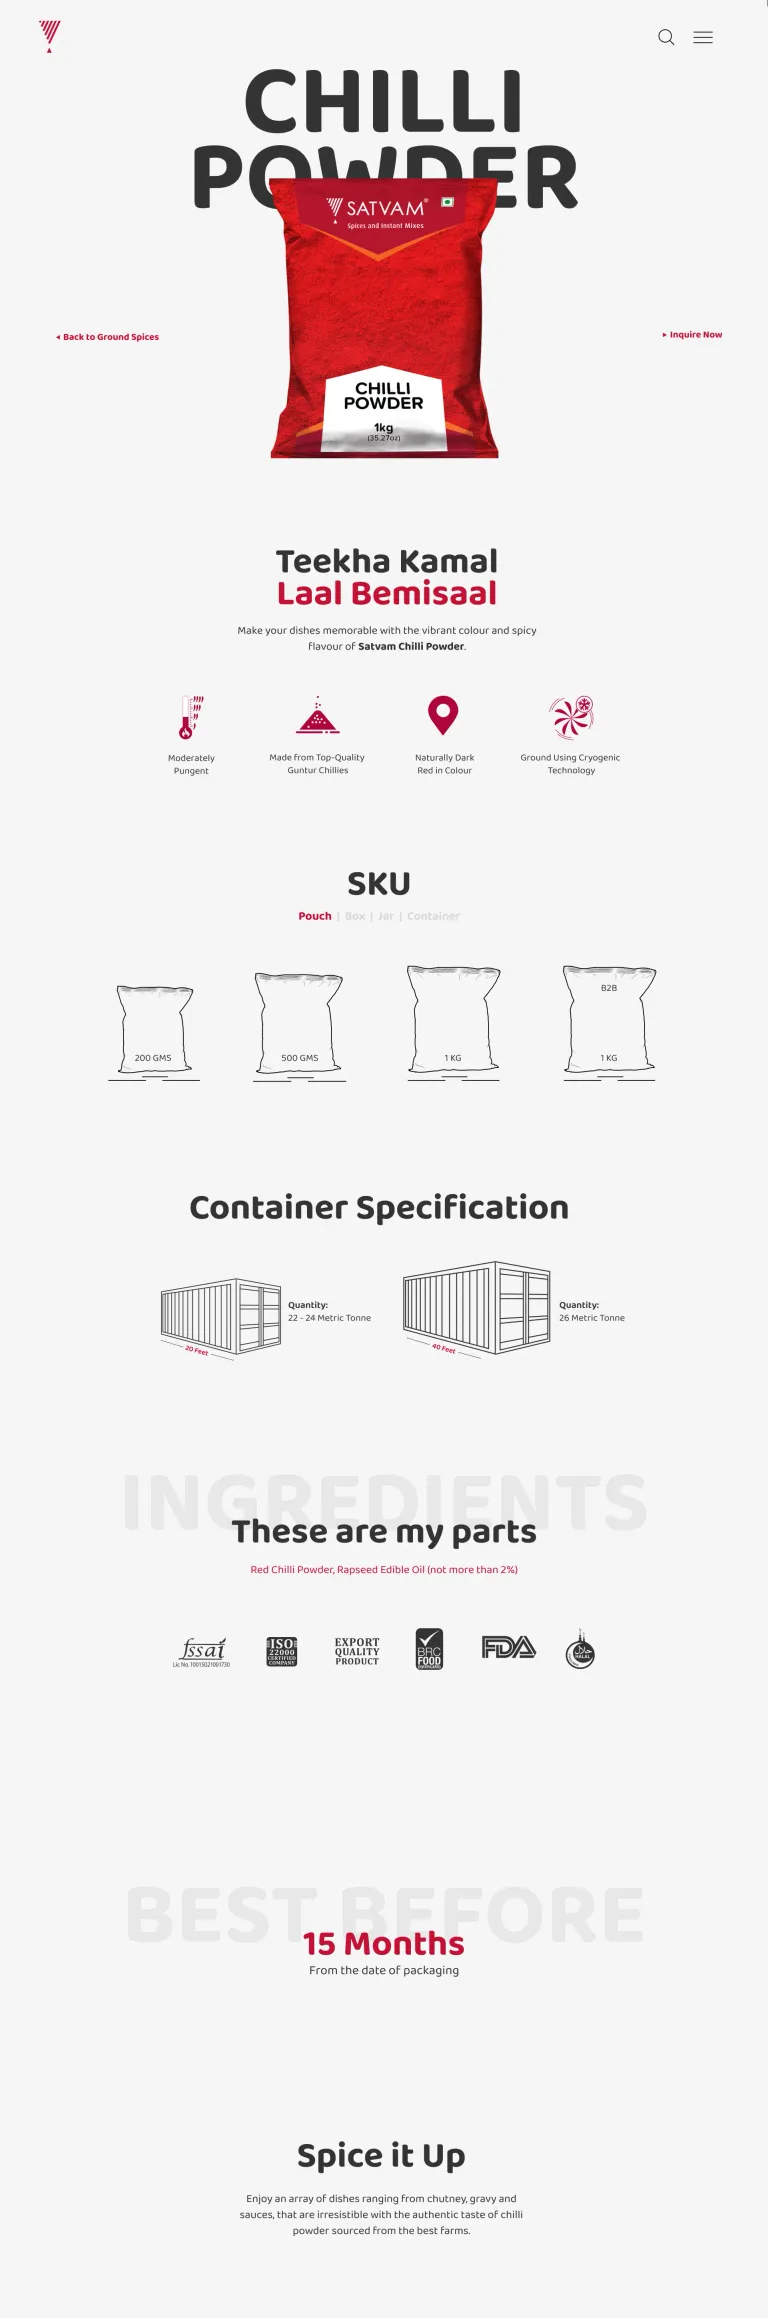 CHILLI
POWDER
SATVAM®
Spices and Instant Mixes
Back to Ground Spices
Inquire Now
CHILLI
POWDER
1kg
(35.27oz)
Teekha Kamal
Laal Bemisaal
Make your dishes memorable with the vibrant colour and spicy
flavour of Satvam Chilli Powder.
Moderately
Pungent
Made from Top-Quality
Guntur Chillies
Naturally Dark
Red in Colour
Ground Using Cryogenic
Technology
SKU
Pouch | Box | Jar | Container
200 GMS
500 GMS
1 KG
B2B
1 KG
Container Specification
Quantity:
22 - 24 Metric Tonne
20 Feet
Quantity:
26 Metric Tonne
40 Feet
INGREDIENTS
These are my parts
Red Chilli Powder, Rapseed Edible Oil (not more than 2%)
fssai
Lic No. 10015021001730
ISO
22000
CERTIFIED
COMPANY
EXPORT
QUALITY
PRODUCT
BRC
FOOD
CERTIFICATED
FDA
حلال
HALAL
BEST BEFORE
15 Months
From the date of packaging
Spice it Up
Enjoy an array of dishes ranging from chutney, gravy and
sauces, that are irresistible with the authentic taste of chilli
powder sourced from the best farms.